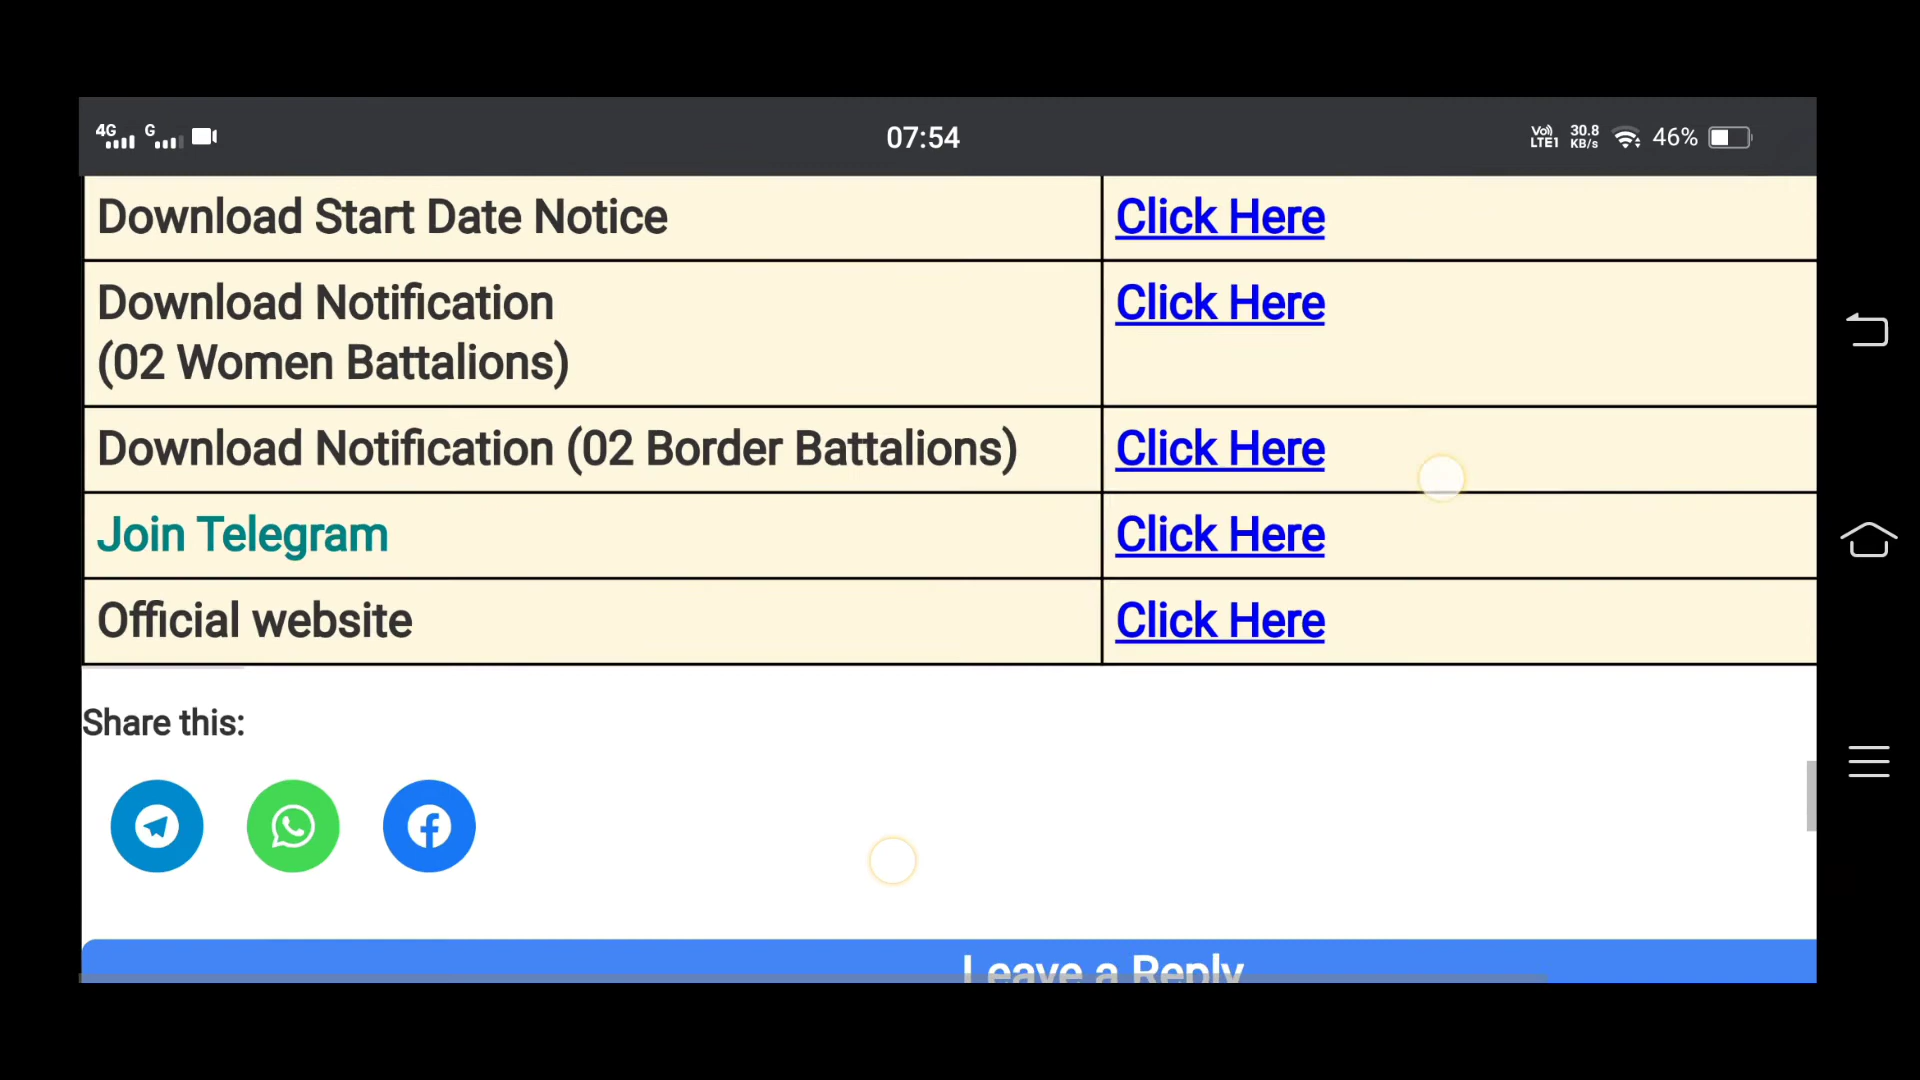 4G G 07:54 Vo)) LTE1 30.8 KB/s 46%
Download Start Date Notice Click Here
Download Notification Click Here
(02 Women Battalions)
Download Notification (02 Border Battalions) Click Here
Join Telegram Click Here
Official website Click Here
Share this:
Leave a Reply